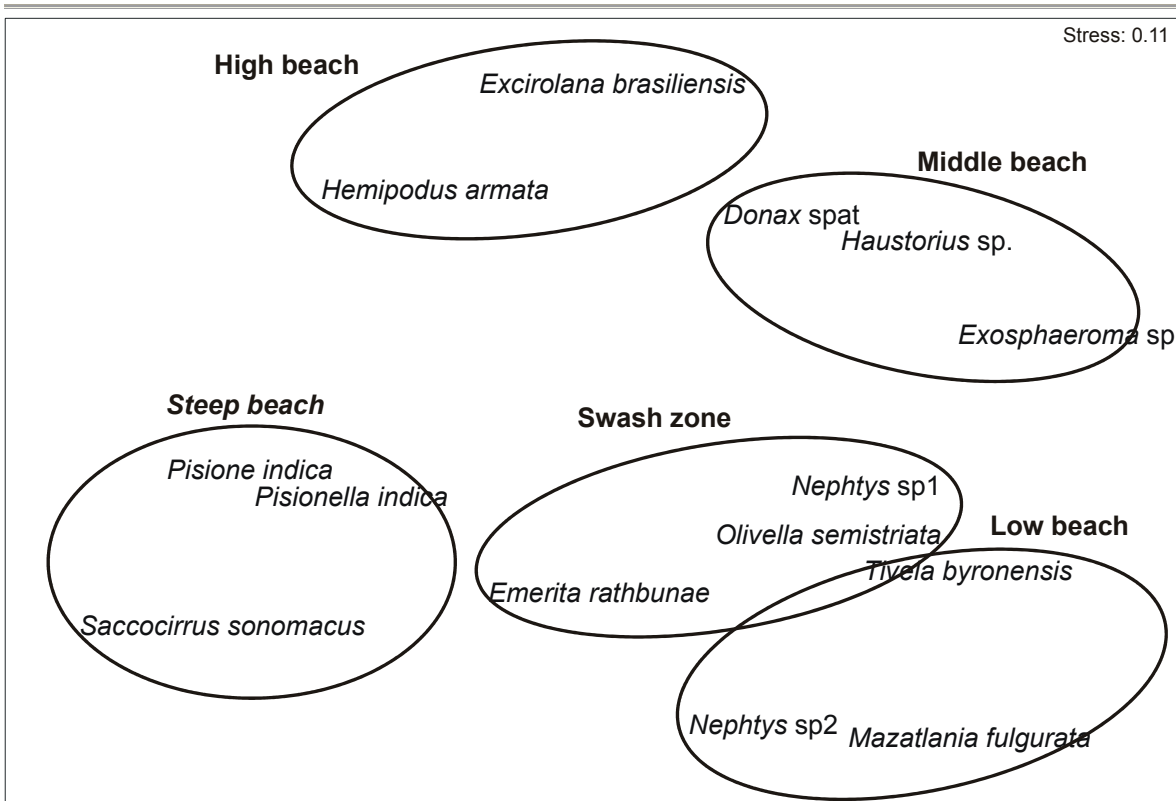 Stress: 0.11
High beach
Excirolana brasiliensis
Hemipodus armata
Middle beach
Donax spat
Haustorius sp.
Exosphaeroma sp
Steep beach
Pisione indica
Pisionella indica
Saccocirrus sonomacus
Swash zone
Nephtys sp1
Olivella semistriata
Emerita rathbunae
Low beach
Tivela byronensis
Nephtys sp2
Mazatlania fulgurata